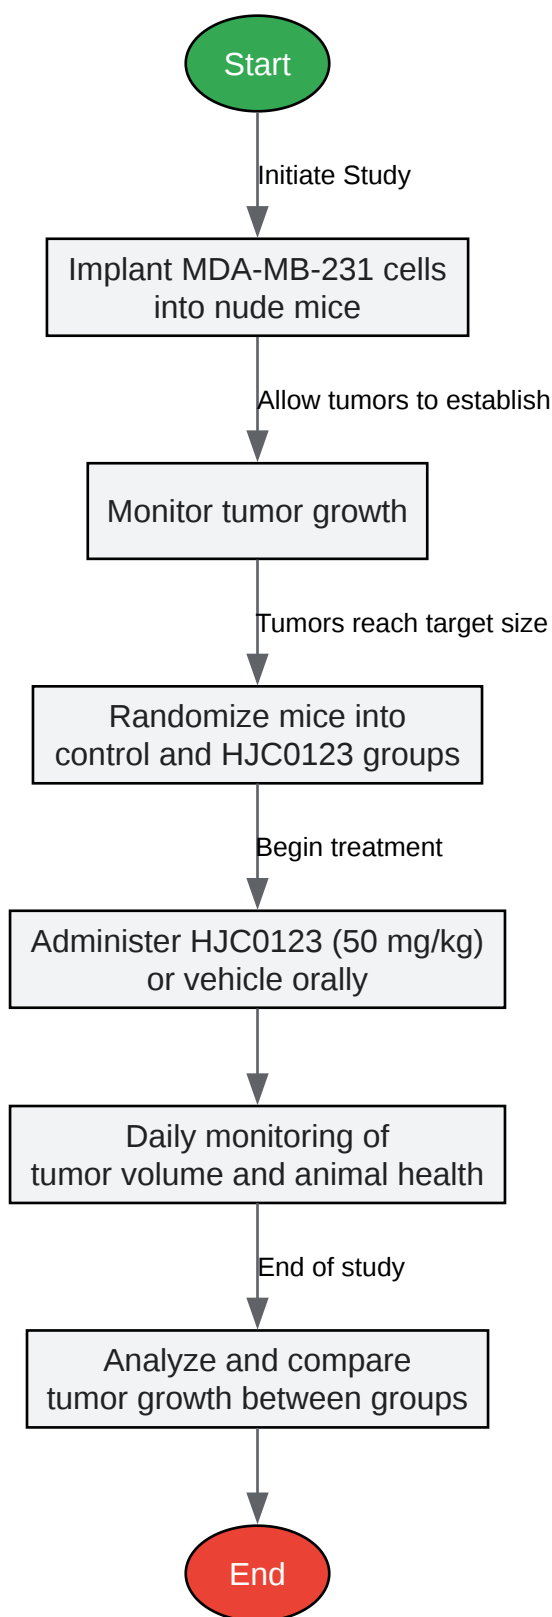 Start
Initiate Study
Implant MDA-MB-231 cells
into nude mice
Allow tumors to establish
Monitor tumor growth
Tumors reach target size
Randomize mice into
control and HJC0123 groups
Begin treatment
Administer HJC0123 (50 mg/kg)
or vehicle orally
Daily monitoring of
tumor volume and animal health
End of study
Analyze and compare
tumor growth between groups
End